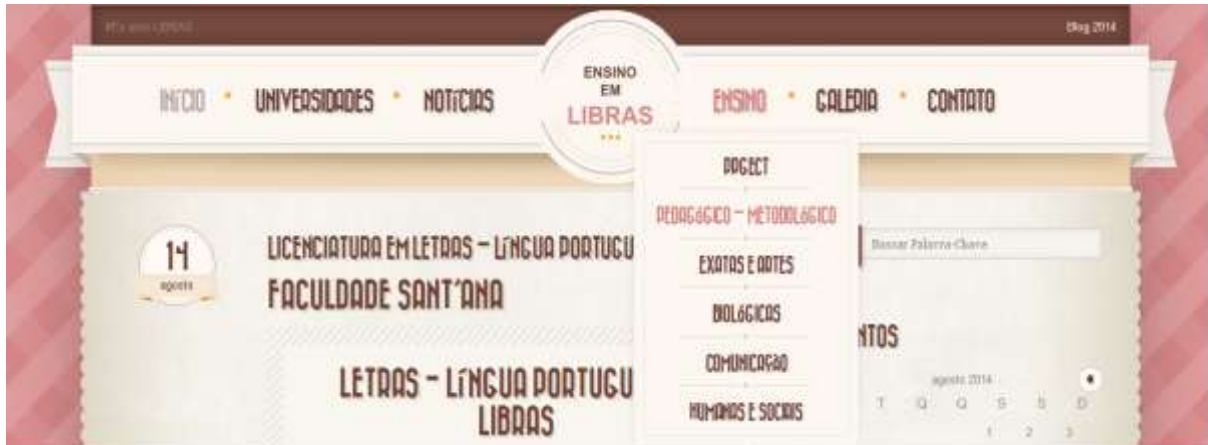 Blog 2014
INÍCIO • UNIVERSIDADES • NOTÍCIAS
ENSINO
EM
LIBRAS
ENSINO • GALERIA • CONTATO
PPGECT
PEDAGÓGICO – METODOLÓGICO
EXATAS E ARTES
BIOLÓGICAS
COMUNICAÇÃO
HUMANAS E SOCIAIS
14
agosto
LICENCIATURA EM LETRAS – LÍNGUA PORTUGU
FACULDADE SANT'ANA
LETRAS – LÍNGUA PORTUGU
LIBRAS
Buscar Palavra-Chave
NTOS
agosto 2014
T Q Q S S D
1 2 3